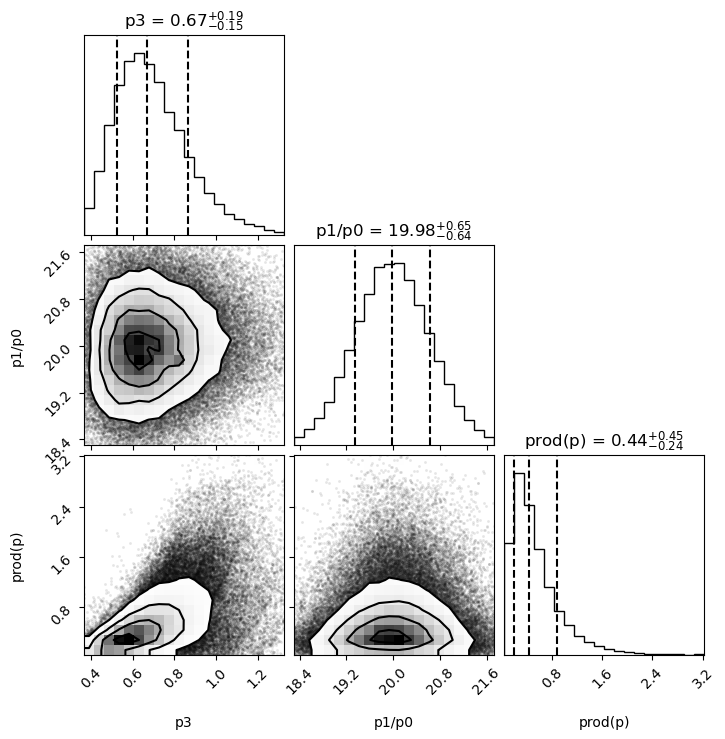 p3 = 0.67+0.19−0.15
p1/p0 = 19.98+0.65−0.64
21.6
20.8
20.0
19.2
18.4
p1/p0
prod(p) = 0.44+0.45−0.24
3.2
2.4
1.6
0.8
prod(p)
0.4 0.6 0.8 1.0 1.2
18.4 19.2 20.0 20.8 21.6
0.8 1.6 2.4 3.2
p3
p1/p0
prod(p)